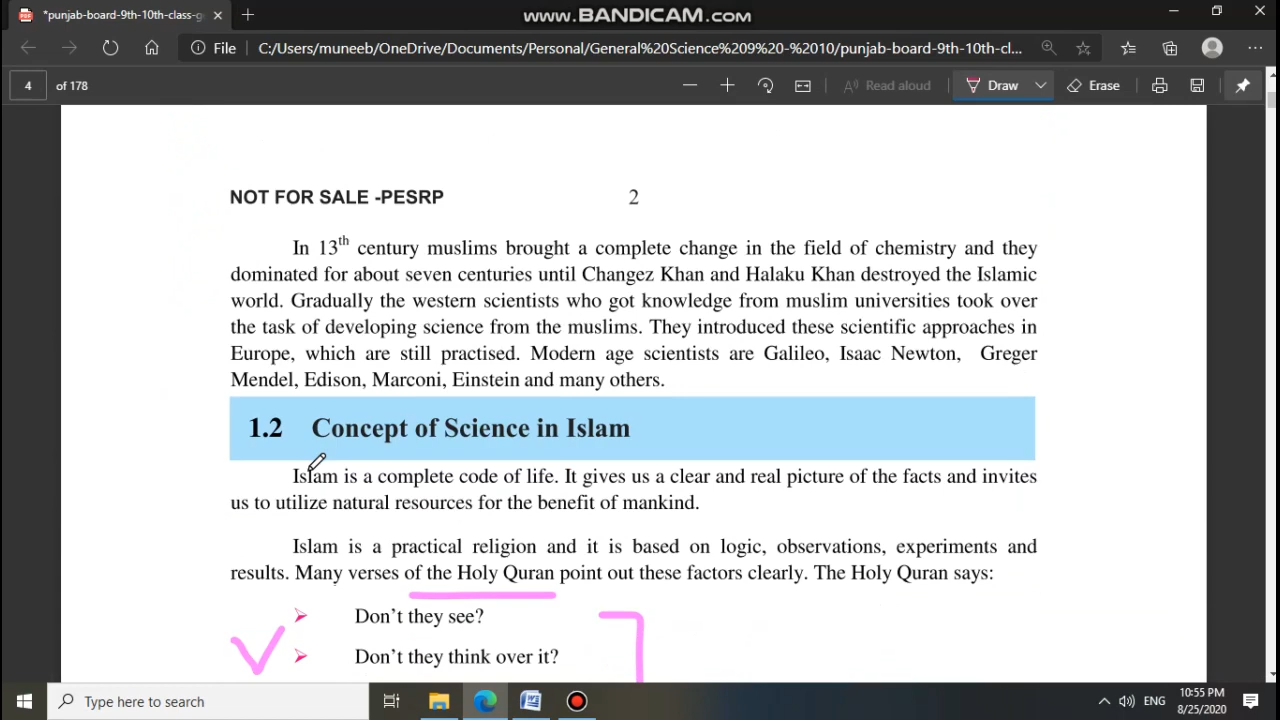 *punjab-board-9th-10th-class-ge
www.BANDICAM.com
File C:/Users/muneeb/OneDrive/Documents/Personal/General%20Science%209%20-%2010/punjab-board-9th-10th-cl...
4 of 178 Read aloud Draw Erase
NOT FOR SALE -PESRP 2
In 13th century muslims brought a complete change in the field of chemistry and they
dominated for about seven centuries until Changez Khan and Halaku Khan destroyed the Islamic
world. Gradually the western scientists who got knowledge from muslim universities took over
the task of developing science from the muslims. They introduced these scientific approaches in
Europe, which are still practised. Modern age scientists are Galileo, Isaac Newton, Greger
Mendel, Edison, Marconi, Einstein and many others.
1.2 Concept of Science in Islam
Islam is a complete code of life. It gives us a clear and real picture of the facts and invites
us to utilize natural resources for the benefit of mankind.
Islam is a practical religion and it is based on logic, observations, experiments and
results. Many verses of the Holy Quran point out these factors clearly. The Holy Quran says:
Don't they see?
Don't they think over it?
Type here to search
ENG
10:55 PM
8/25/2020